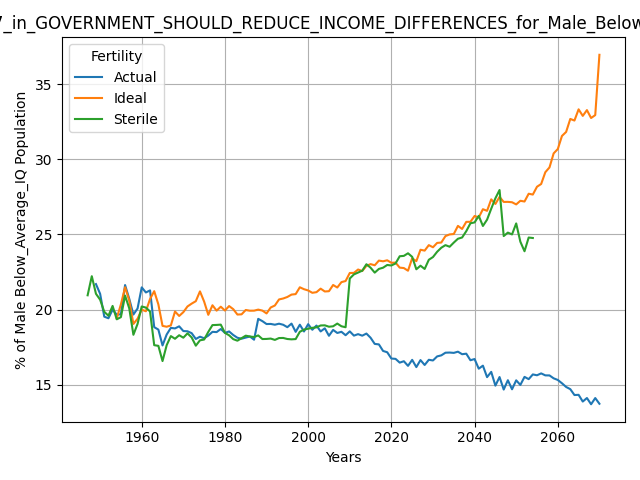 _in_GOVERNMENT_SHOULD_REDUCE_INCOME_DIFFERENCES_for_Male_Below
Fertility
Actual
Ideal
Sterile
% of Male Below_Average_IQ Population
35
30
25
20
15
1960
1980
2000
2020
2040
2060
Years